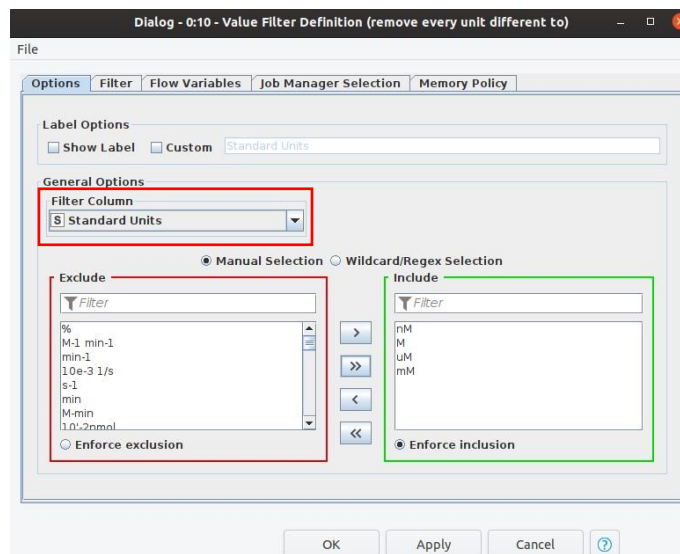 Dialog - 0:10 - Value Filter Definition (remove every unit different to)
File
Options Filter Flow Variables Job Manager Selection Memory Policy
Label Options
Show Label Custom Standard Units
General Options
Filter Column
S Standard Units
Manual Selection Wildcard/Regex Selection
Exclude Include
Filter Filter
% nM
M-1 min-1 M
min-1 uM
10e-3 1/s mM
s-1
min
M-min
10'-2nmol
> >> < <<
Enforce exclusion Enforce inclusion
OK Apply Cancel ?